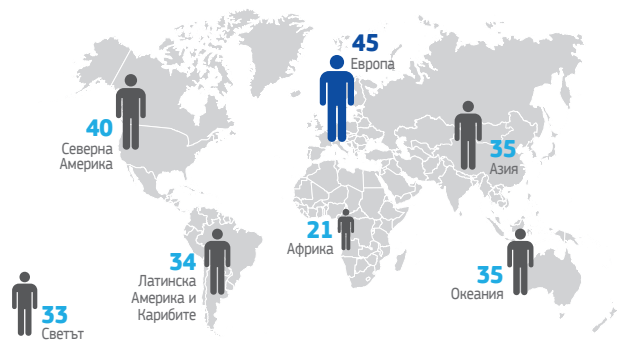 45
Европа
40
Северна
Америка
35
Азия
21
Африка
34
Латинска
Америка и
Карибите
35
Океания
33
Светът